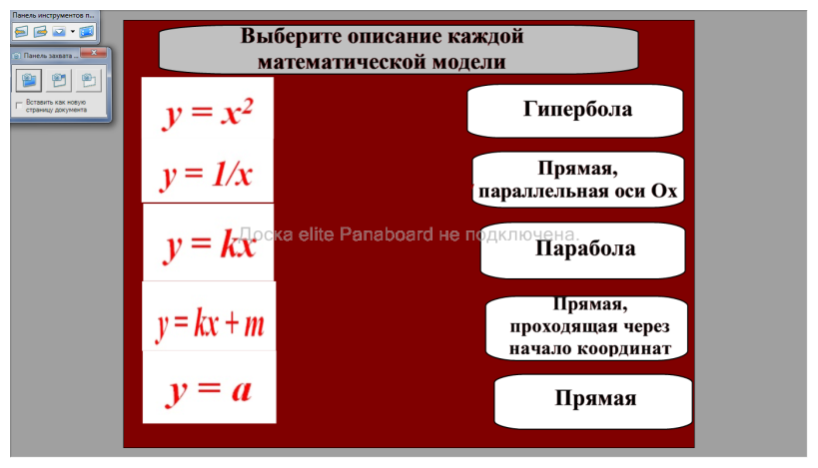 Панель инструментов п...
Панель захвата ...
Вставить как новую
страницу документа
Выберите описание каждой
математической модели
y = x²
Гипербола
y = 1/x
Прямая,
параллельная оси Ох
y = kx
Доска elite Panaboard не подключена.
Парабола
y = kx + m
Прямая,
проходящая через
начало координат
y = a
Прямая